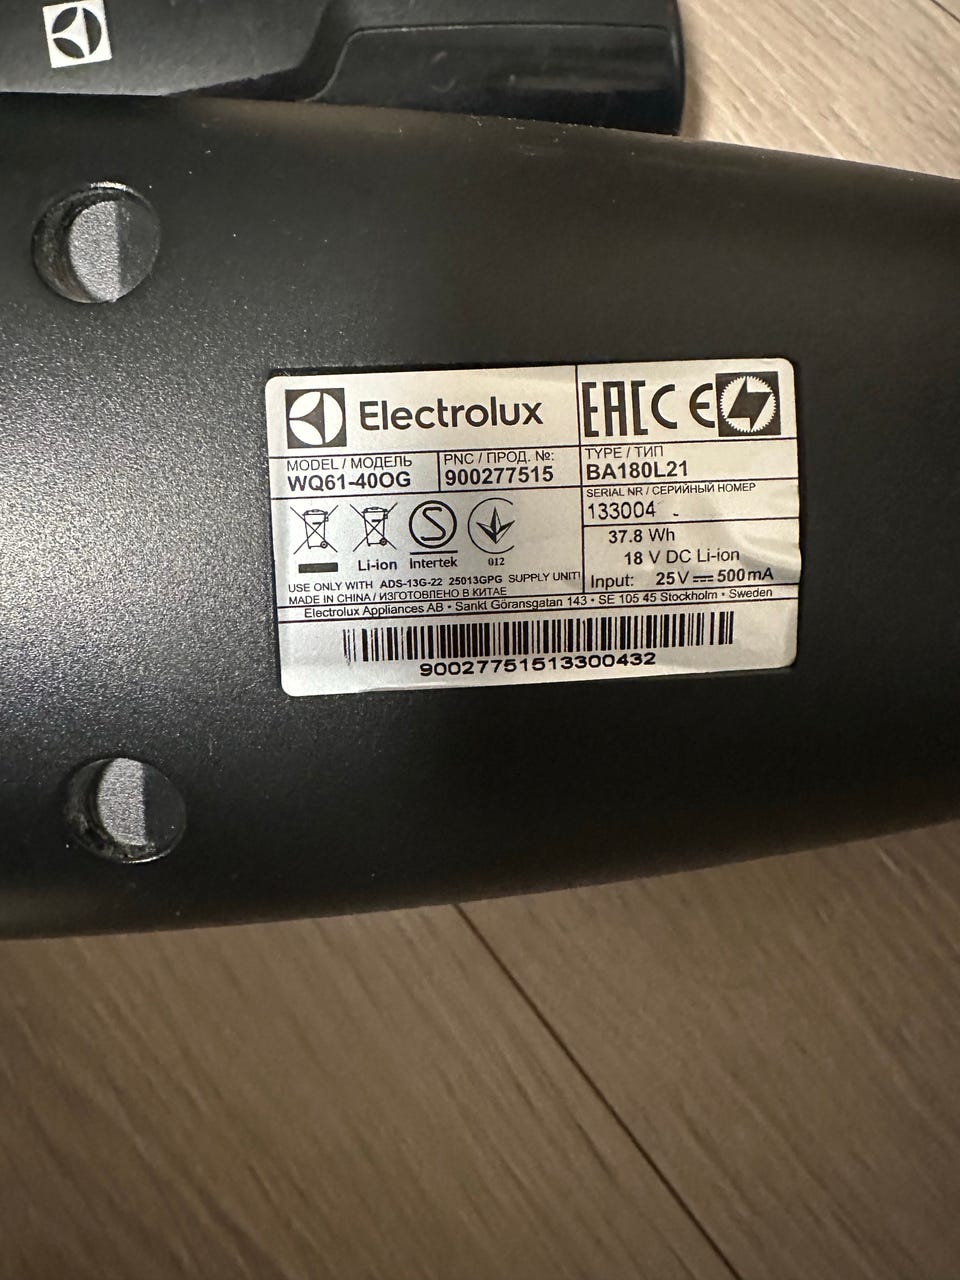 Electrolux
EAC CE
MODEL / МОДЕЛЬ
WQ61-40OG
PNC / ПРОД. №:
900277515
TYPE / ТИП
BA180L21
SERIAL NR / СЕРИЙНЫЙ НОМЕР
133004
37.8 Wh
18 V DC Li-ion
Input: 25V 500mA
Li-ion
S
Intertek
012
USE ONLY WITH ADS-13G-22 25013GPG SUPPLY UNIT!
MADE IN CHINA / ИЗГОТОВЛЕНО В КИТАЕ
Electrolux Appliances AB • Sankt Göransgatan 143 • SE 105 45 Stockholm • Sweden
90027751513300432